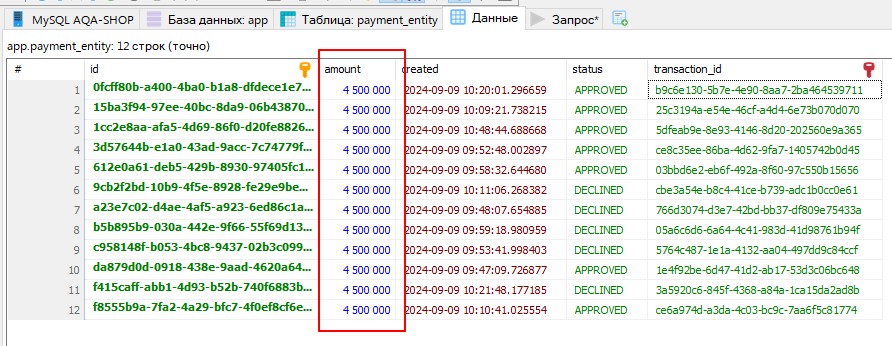 MySQL AQA-SHOP База данных: app Таблица: payment_entity Данные Запрос*
app.payment_entity: 12 строк (точно)
# id amount created status transaction_id
1 0fcff80b-a400-4ba0-b1a8-dfdece1e7... 4 500 000 2024-09-09 10:20:01.296659 APPROVED b9c6e130-5b7e-4e90-8aa7-2ba464539711
2 15ba3f94-97ee-40bc-8da9-06b43870... 4 500 000 2024-09-09 10:09:21.738215 APPROVED 25c3194a-e54e-46cf-a4d4-6e73b070d070
3 1cc2e8aa-afa5-4d69-86f0-d20fe8826... 4 500 000 2024-09-09 10:48:44.688668 APPROVED 5dfeab9e-8e93-4146-8d20-202560e9a365
4 3d57644b-e1a0-43ad-9acc-7c74779f... 4 500 000 2024-09-09 09:52:48.002897 APPROVED ce8c35ee-86ba-4d62-9fa7-1405742b0d45
5 612e0a61-deb5-429b-8930-97405fc1... 4 500 000 2024-09-09 09:58:32.644680 APPROVED 03bbd6e2-eb6f-492a-8f60-97c550b15656
6 9cb2f2bd-10b9-4f5e-8928-fe29e9be... 4 500 000 2024-09-09 10:11:06.268382 DECLINED cbe3a54e-b8c4-41ce-b739-adc1b0cc0e61
7 a23e7c02-d4ae-4af5-a923-6ed86c1a... 4 500 000 2024-09-09 09:48:07.654885 DECLINED 766d3074-d3e7-42bd-bb37-df809e75433a
8 b5b895b9-030a-442e-9f66-55f69d13... 4 500 000 2024-09-09 09:59:18.980959 DECLINED 05a6c6d6-6a64-4c41-983d-41d98761b94f
9 c958148f-b053-4bc8-9437-02b3c099... 4 500 000 2024-09-09 09:53:41.998403 DECLINED 5764c487-1e1a-4132-aa04-497dd9c84ccf
10 da879d0d-0918-438e-9aad-4620a64... 4 500 000 2024-09-09 09:47:09.726877 APPROVED 1e4f92be-6d47-41d2-ab17-53d3c06bc648
11 f415caff-abb1-4d93-b52b-740f6883b... 4 500 000 2024-09-09 10:21:48.177185 DECLINED 3a5920c6-845f-4368-a84a-1ca15da2ad8b
12 f8555b9a-7fa2-4a29-bfc7-4f0ef8cf6e... 4 500 000 2024-09-09 10:10:41.025554 APPROVED ce6a974d-a3da-4c03-bc9c-7aa6f5c81774